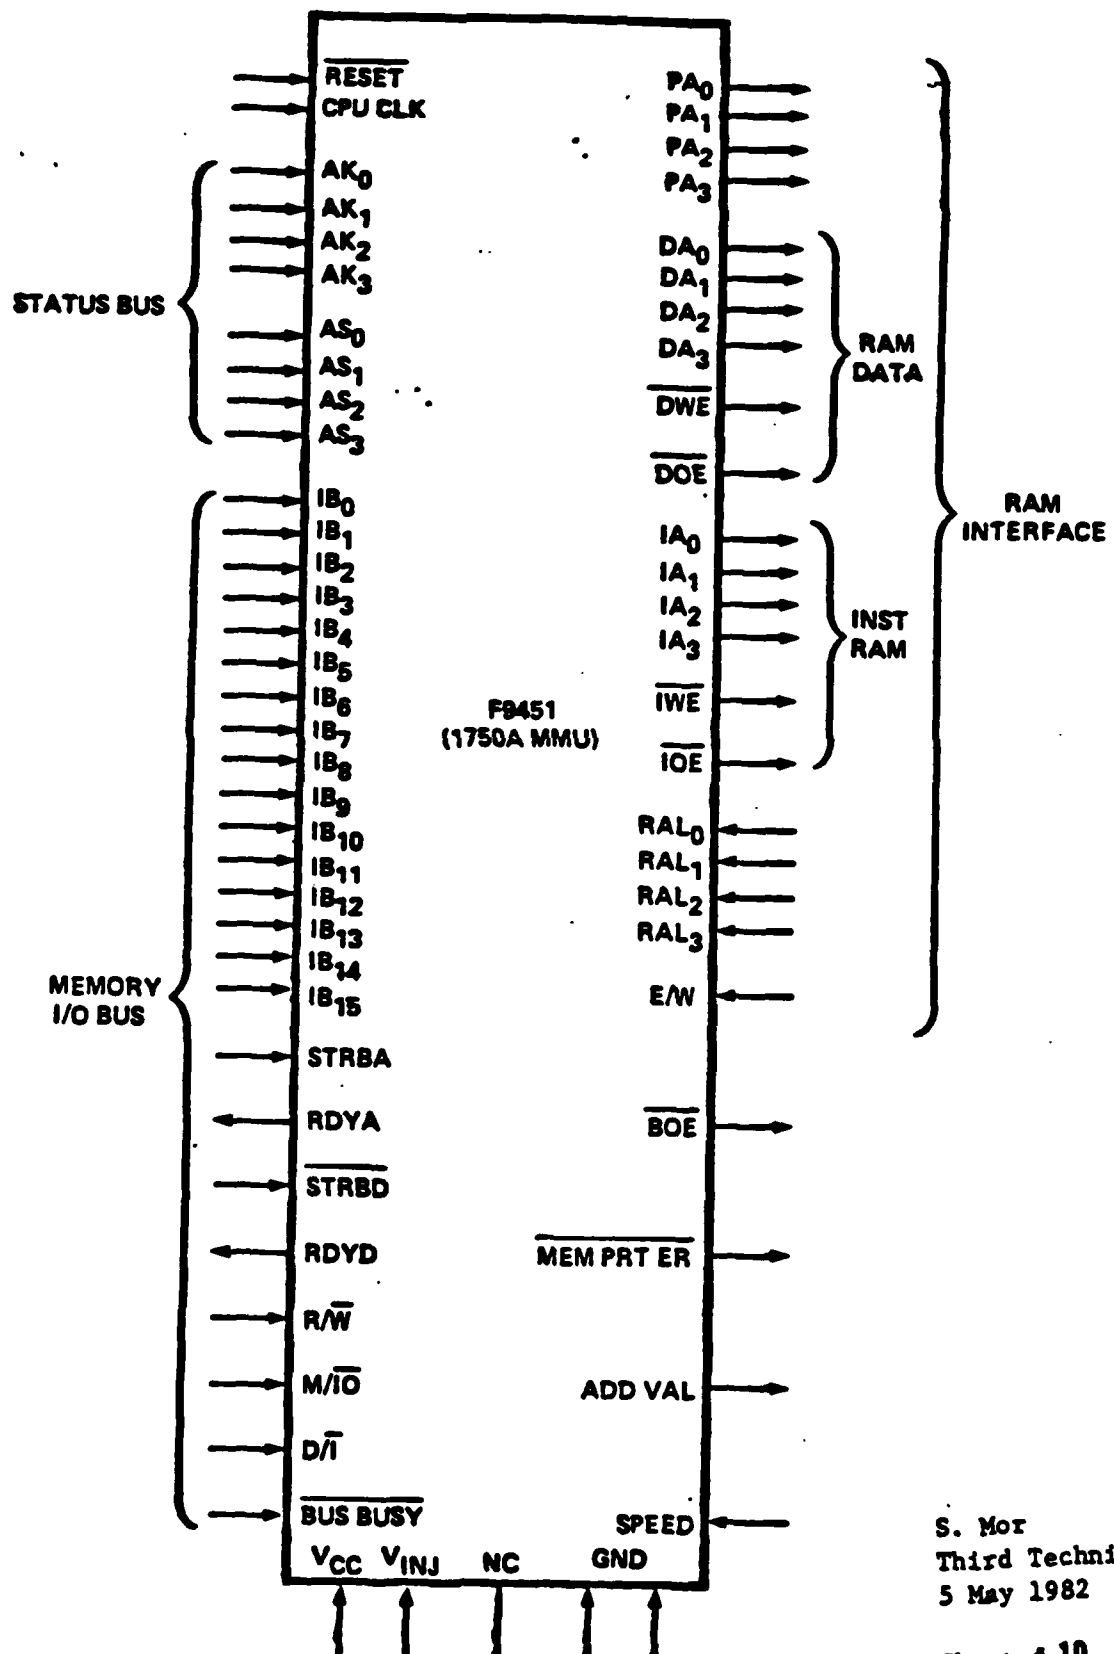 RESET
CPU CLK
AK0
AK1
AK2
AK3
STATUS BUS
AS0
AS1
AS2
AS3
IB0
IB1
IB2
IB3
IB4
IB5
IB6
IB7
IB8
IB9
IB10
IB11
IB12
IB13
IB14
IB15
MEMORY
I/O BUS
STRBA
RDYA
STRBD
RDYD
R/W
M/IO
D/I
BUS BUSY
VCC VINJ NC GND
F9451
(1750A MMU)
PA0
PA1
PA2
PA3
DA0
DA1
DA2
DA3
DWE
DOE
RAM
DATA
IA0
IA1
IA2
IA3
IWE
IOE
INST
RAM
RAL0
RAL1
RAL2
RAL3
E/W
RAM
INTERFACE
BOE
MEM PRT ER
ADD VAL
SPEED
S. Mor
Third Techni
5 May 1982
10